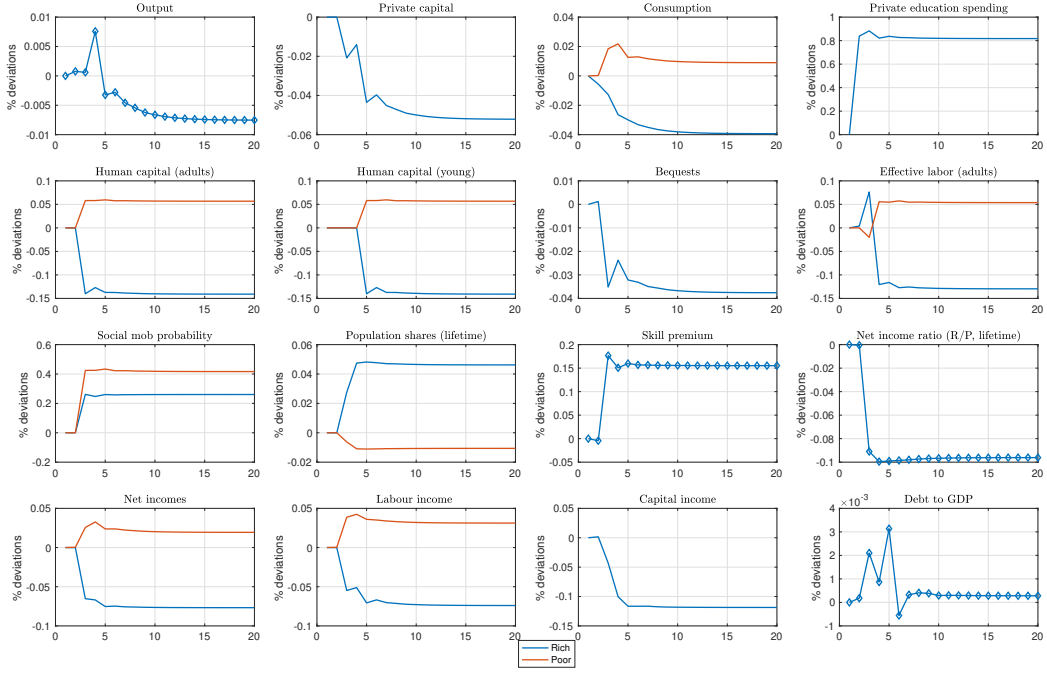 Output
Private capital
Consumption
Private education spending
% deviations
0.01
0.005
0
-0.005
-0.01
0 5 10 15 20
0
-0.02
-0.04
-0.06
0 5 10 15 20
% deviations
0.04
0.02
0
-0.02
-0.04
0 5 10 15 20
% deviations
1
0.8
0.6
0.4
0.2
0
0 5 10 15 20
% deviations
Human capital (adults)
Human capital (young)
Bequests
Effective labor (adults)
% deviations
0.1
0.05
0
-0.05
-0.1
-0.15
0 5 10 15 20
% deviations
0.1
0.05
0
-0.05
-0.1
-0.15
0 5 10 15 20
% deviations
0.01
0
-0.01
-0.02
-0.03
-0.04
0 5 10 15 20
% deviations
0.1
0.05
0
-0.05
-0.1
-0.15
0 5 10 15 20
Social mob probability
Population shares (lifetime)
Skill premium
Net income ratio (R/P, lifetime)
% deviations
0.6
0.4
0.2
0
-0.2
0 5 10 15 20
% deviations
0.06
0.04
0.02
0
-0.02
0 5 10 15 20
% deviations
0.2
0.15
0.1
0.05
0
-0.05
0 5 10 15 20
% deviations
0
-0.02
-0.04
-0.06
-0.08
-0.1
0 5 10 15 20
Net incomes
Labour income
Capital income
Debt to GDP
% deviations
0.05
0
-0.05
-0.1
0 5 10 15 20
% deviations
0.05
0
-0.05
-0.1
0 5 10 15 20
% deviations
0.05
0
-0.05
-0.1
-0.15
0 5 10 15 20
% deviations
×10⁻³
4
3
2
1
0
-1
0 5 10 15 20
Rich
Poor